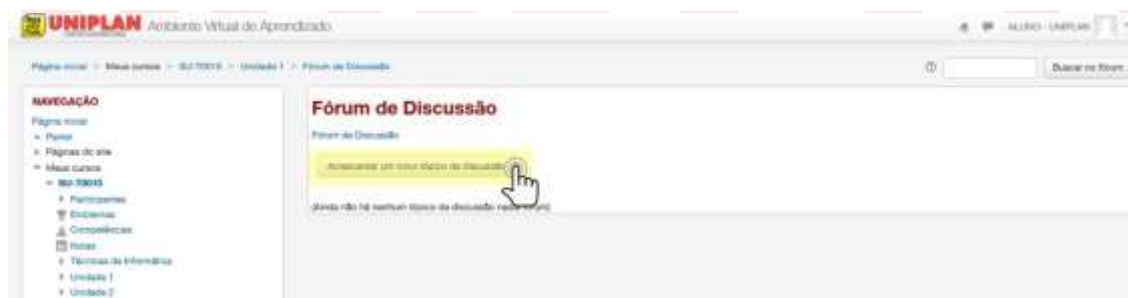 UNIPLAN Ambiente Virtual de Aprendizado
ALUNO - UNIPLAN
Página inicial > Meus cursos > > Unidade 1 > Fórum de Discussão
Buscar no fórum
NAVEGAÇÃO
Página inicial
Painel
Páginas do site
Meus cursos
Participantes
Emblemas
Competências
Notas
Técnicas de Informática
Unidade 1
Unidade 2
Fórum de Discussão
Fórum de Discussão
Acrescentar um novo tópico de discussão
(Ainda não há nenhum tópico de discussão neste fórum)